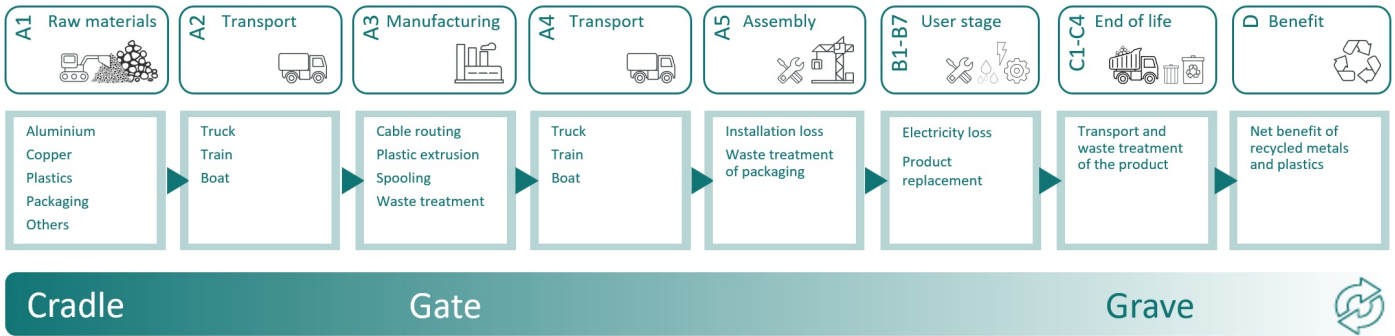 A1 Raw materials
A2 Transport
A3 Manufacturing
A4 Transport
A5 Assembly
B1-B7 User stage
C1-C4 End of life
D Benefit
Aluminium
Copper
Plastics
Packaging
Others
Truck
Train
Boat
Cable routing
Plastic extrusion
Spooling
Waste treatment
Truck
Train
Boat
Installation loss
Waste treatment
of packaging
Electricity loss
Product
replacement
Transport and
waste treatment
of the product
Net benefit of
recycled metals
and plastics
Cradle
Gate
Grave